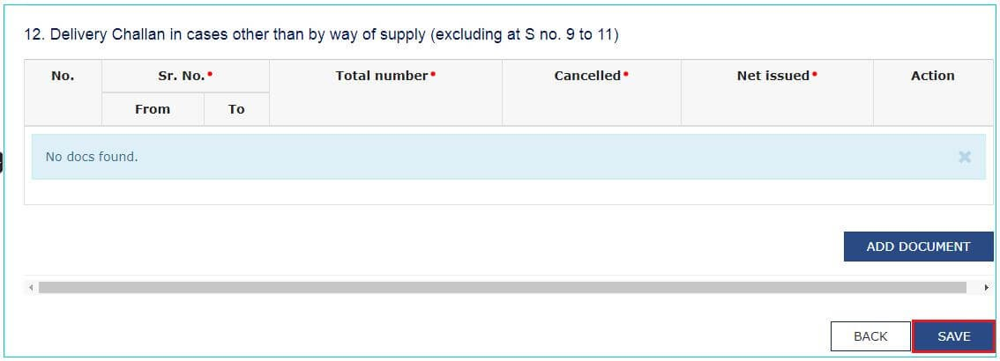 12. Delivery Challan in cases other than by way of supply (excluding at S no. 9 to 11)
No. Sr. No.• Total number• Cancelled• Net issued• Action
From To
No docs found. ×
ADD DOCUMENT
BACK SAVE